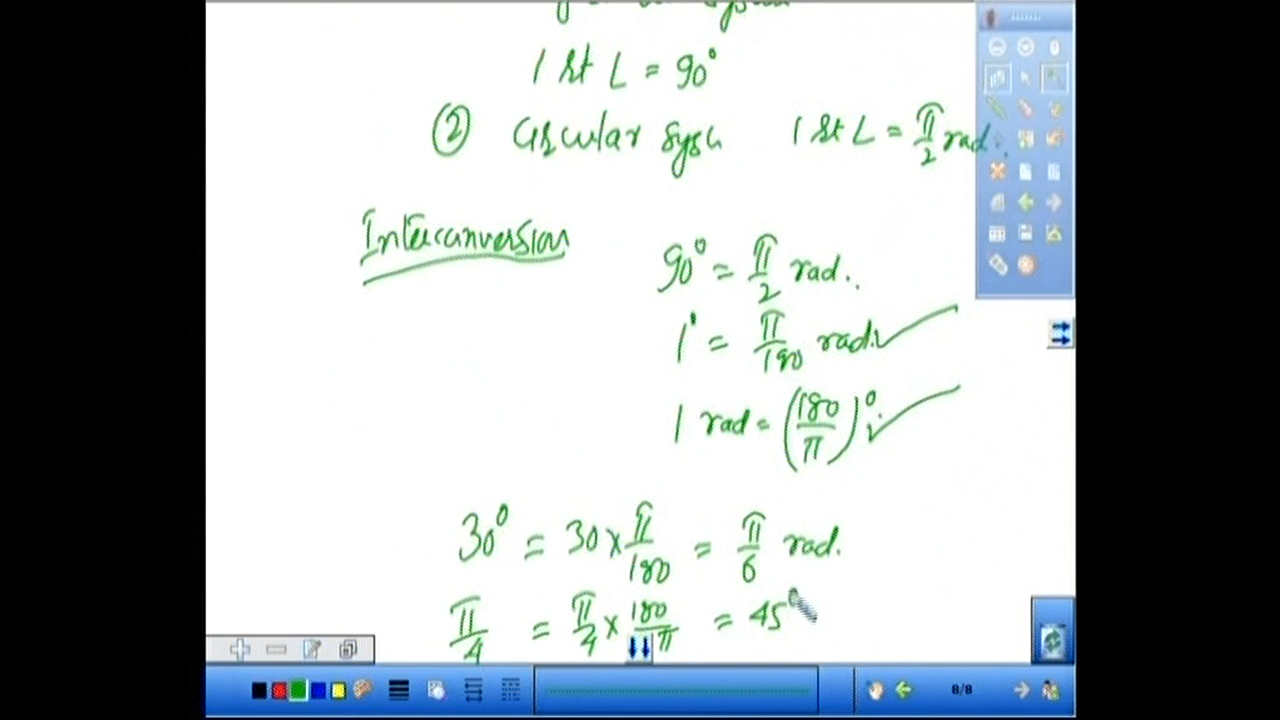 1 st L = 90°
② Circular Sys 1 st L = π/2 rad.
Interconversion
90° = π/2 rad.
1° = π/180 rad.
1 rad = (180/π)°
30° = 30 × π/180 = π/6 rad.
π/4 = π/4 × 180/π = 45°
8/8